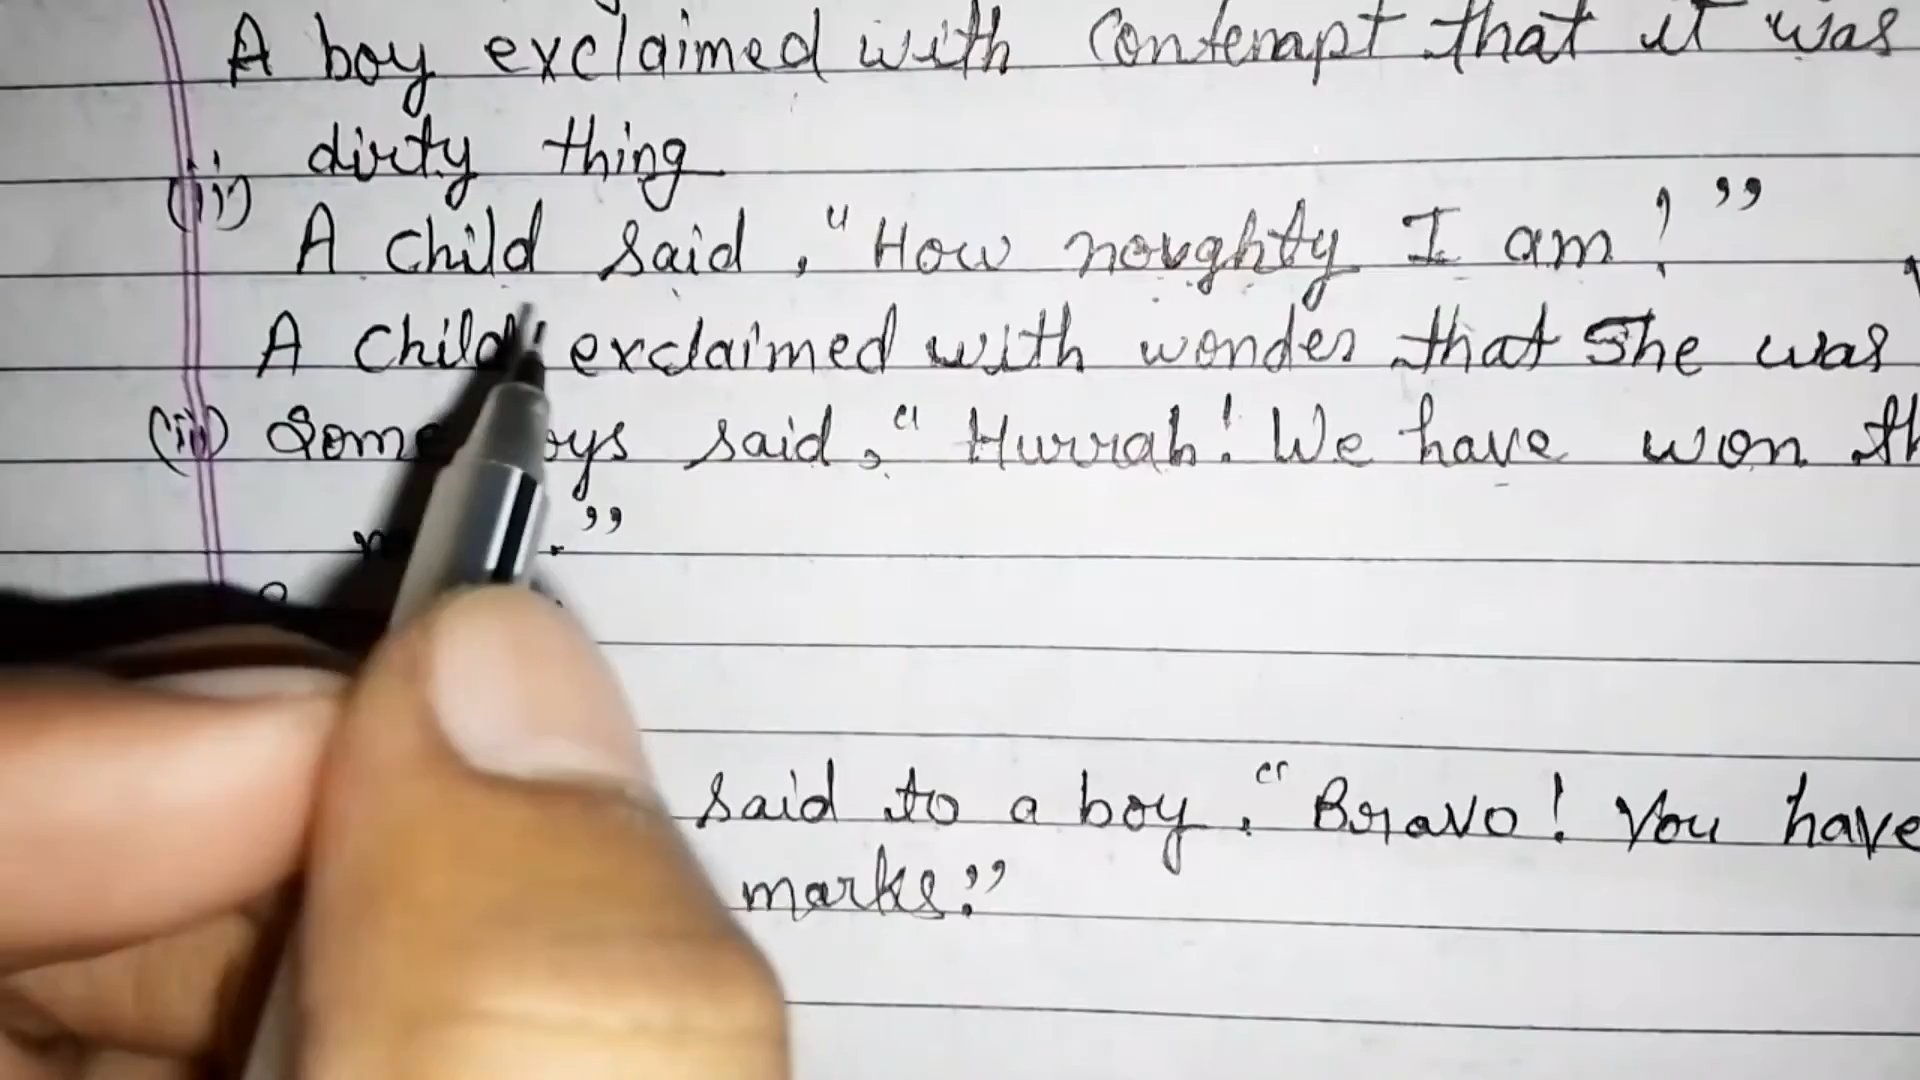 A boy exclaimed with contempt that it was
dirty thing
(ii) A child said, "How noughty I am!"
A child exclaimed with wonder that She was
(iii) Some boys said, "Hurrah! We have won
."
said to a boy, "Bravo! You have
marks."